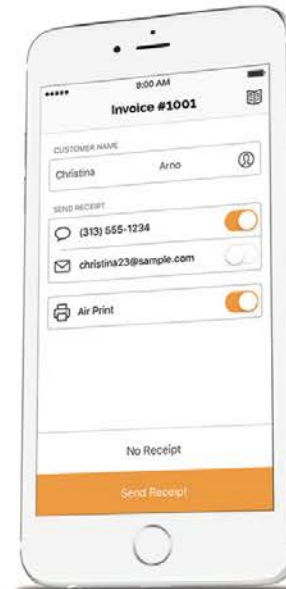 9:00 AM
Invoice #1001
CUSTOMER NAME
Christina Arno
SEND RECEIPT
(313) 555-1234
christina23@sample.com
Air Print
No Receipt
Send Receipt